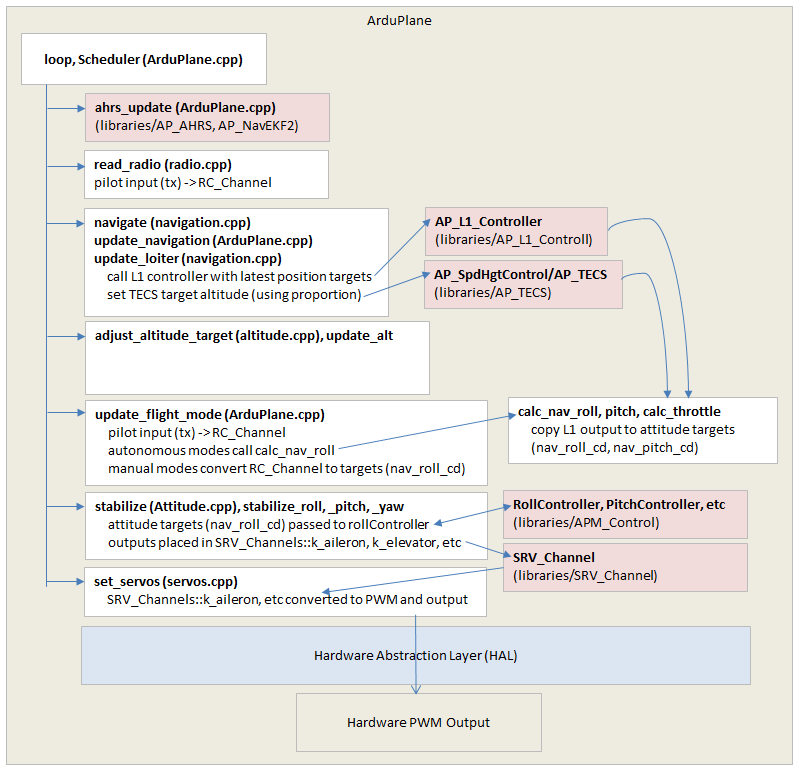 ArduPlane
loop, Scheduler (ArduPlane.cpp)
ahrs_update (ArduPlane.cpp)
(libraries/AP_AHRS, AP_NavEKF2)
read_radio (radio.cpp)
pilot input (tx) -> RC_Channel
navigate (navigation.cpp)
update_navigation (ArduPlane.cpp)
update_loiter (navigation.cpp)
call L1 controller with latest position targets
set TECS target altitude (using proportion)
AP_L1_Controller
(libraries/AP_L1_Controll)
AP_SpdHgtControl/AP_TECS
(libraries/AP_TECS)
adjust_altitude_target (altitude.cpp), update_alt
update_flight_mode (ArduPlane.cpp)
pilot input (tx) -> RC_Channel
autonomous modes call calc_nav_roll
manual modes convert RC_Channel to targets (nav_roll_cd)
calc_nav_roll, pitch, calc_throttle
copy L1 output to attitude targets
(nav_roll_cd, nav_pitch_cd)
stabilize (Attitude.cpp), stabilize_roll, _pitch, _yaw
attitude targets (nav_roll_cd) passed to rollController
outputs placed in SRV_Channels::k_aileron, k_elevator, etc
RollController, PitchController, etc
(libraries/APM_Control)
SRV_Channel
(libraries/SRV_Channel)
set_servos (servos.cpp)
SRV_Channels::k_aileron, etc converted to PWM and output
Hardware Abstraction Layer (HAL)
Hardware PWM Output